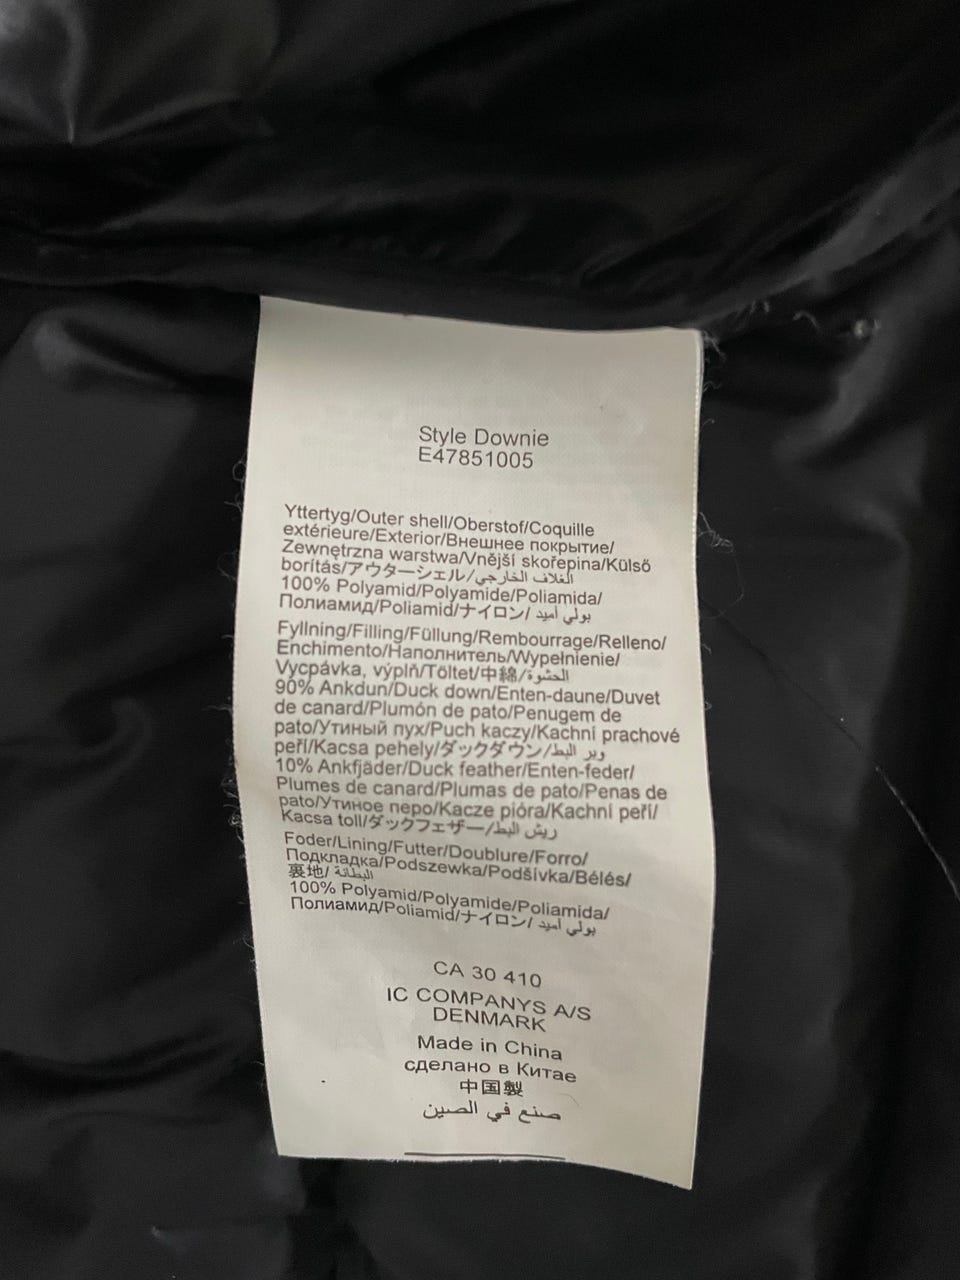 Style Downie
E47851005
Yttertyg/Outer shell/Oberstof/Coquille
extérieure/Exterior/Внешнее покрытие/
Zewnętrzna warstwa/Vnější skořepina/Külső
borítás/アウターシェル/الغلاف الخارجي
100% Polyamid/Polyamide/Poliamida/
Полиамид/Poliamid/ナイロン/بولي أميد
Fyllning/Filling/Füllung/Rembourrage/Relleno/
Enchimento/Наполнитель/Wypełnienie/
Vycpávka, výplň/Töltet/中綿/الحشوة
90% Ankdun/Duck down/Enten-daune/Duvet
de canard/Plumón de pato/Penugem de
pato/Утиный пух/Puch kaczy/Kachní prachové
peří/Kacsa pehely/ダックダウン/وبر البط
10% Ankfjäder/Duck feather/Enten-feder/
Plumes de canard/Plumas de pato/Penas de
pato/Утиное перо/Kacze pióra/Kachní peří/
Kacsa toll/ダックフェザー/ريش البط
Foder/Lining/Futter/Doublure/Forro/
Подкладка/Podszewka/Podšívka/Bélés/
裏地/البطانة
100% Polyamid/Polyamide/Poliamida/
Полиамид/Poliamid/ナイロン/بولي أميد
CA 30 410
IC COMPANYS A/S
DENMARK
Made in China
сделано в Китае
中国製
صنع في الصين